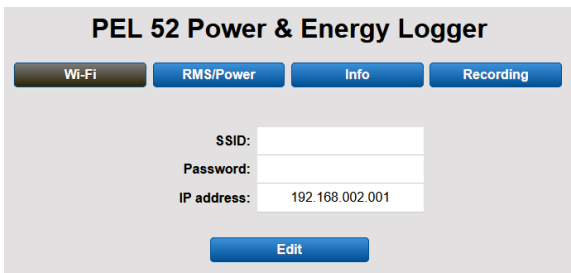 PEL 52 Power & Energy Logger
Wi-Fi RMS/Power Info Recording
SSID:
Password:
IP address: 192.168.002.001
Edit